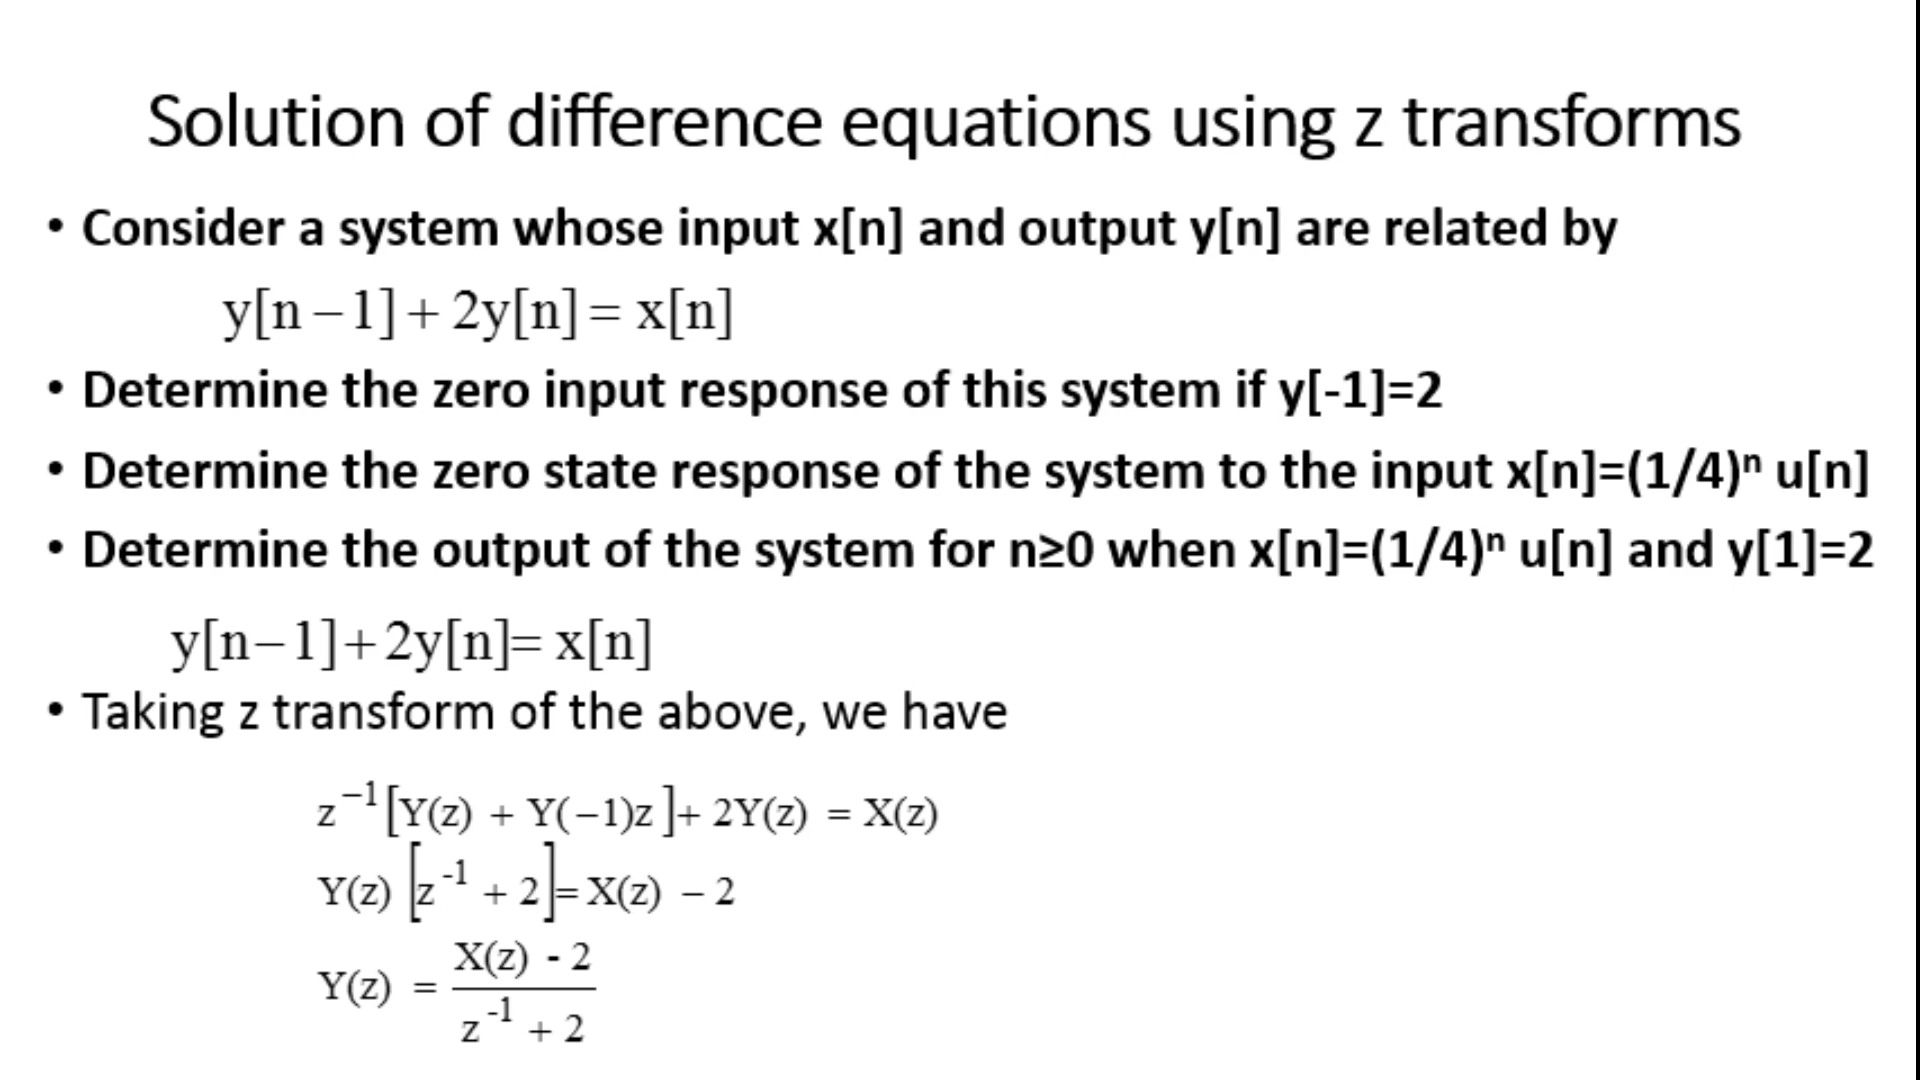 Solution of difference equations using z transforms
• Consider a system whose input x[n] and output y[n] are related by
y[n−1]+2y[n]= x[n]
• Determine the zero input response of this system if y[-1]=2
• Determine the zero state response of the system to the input x[n]=(1/4)ⁿ u[n]
• Determine the output of the system for n≥0 when x[n]=(1/4)ⁿ u[n] and y[1]=2
y[n−1]+2y[n]= x[n]
• Taking z transform of the above, we have
z⁻¹[Y(z) + Y(−1)z]+ 2Y(z) = X(z)
Y(z) [z⁻¹ + 2]= X(z) − 2
Y(z) = (X(z) - 2)/(z⁻¹ + 2)